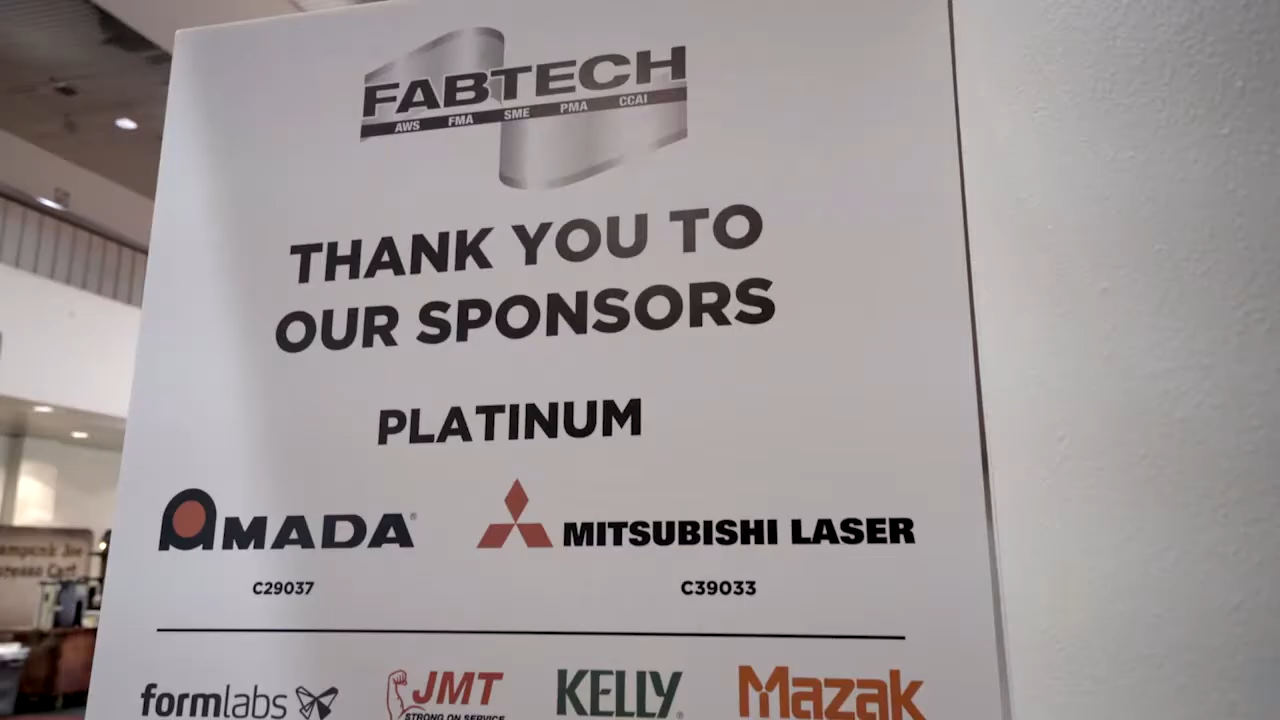 FABTECH
AWS FMA SME PMA CCAI
THANK YOU TO
OUR SPONSORS
PLATINUM
AMADA®
MITSUBISHI LASER
C29037
C39033
formlabs
JMT
STRONG ON SERVICE
KELLY
Mazak